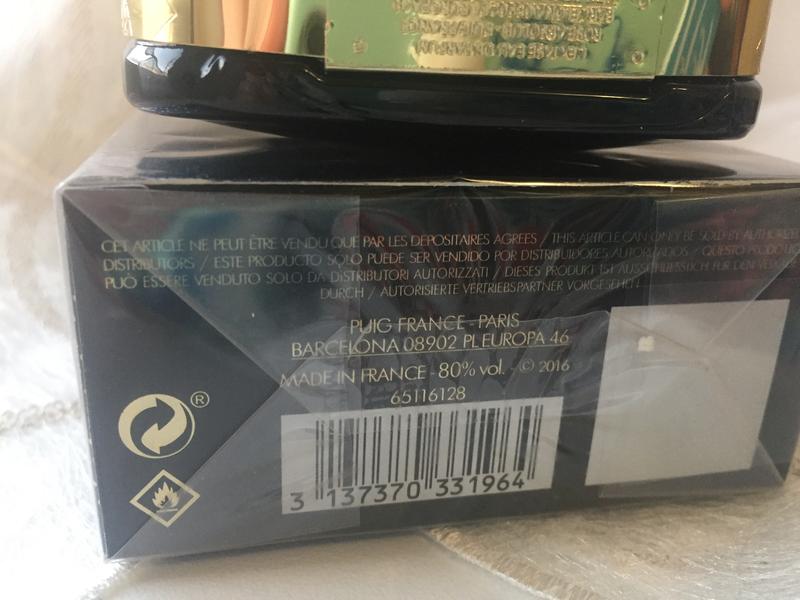 CET ARTICLE NE PEUT ÊTRE VENDU QUE PAR LES DEPOSITAIRES AGREES / THIS ARTICLE CAN ONLY BE SOLD BY AUTHORIZED
DISTRIBUTORS / ESTE PRODUCTO SOLO PUEDE SER VENDIDO POR DISTRIBUIDORES AUTORIZADOS / QUESTO PRODOTTO
PUÒ ESSERE VENDUTO SOLO DA DISTRIBUTORI AUTORIZZATI / DIESES PRODUKT IST AUSSCHLIESSLICH FUR DEN
DURCH / AUTORISIERTE VERTRIEBSPARTNER VORGESEHEN
PUIG FRANCE - PARIS
BARCELONA 08902 PL EUROPA 46
MADE IN FRANCE - 80% vol. - © 2016
65116128
3 137370 331964
®